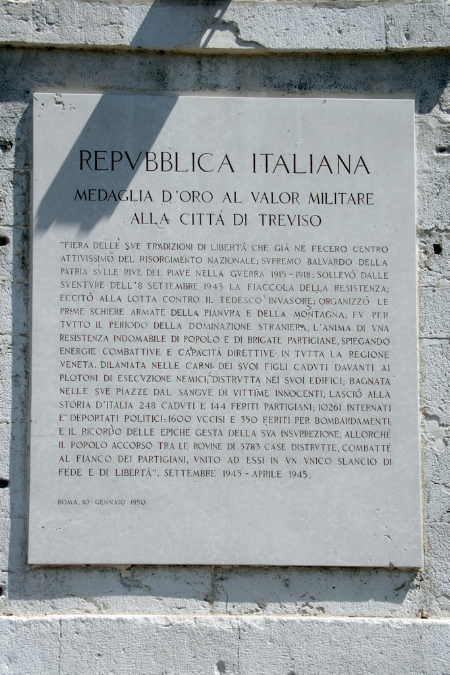 REPVBBLICA ITALIANA
MEDAGLIA D'ORO AL VALOR MILITARE
ALLA CITTÀ DI TREVISO
"FIERA DELLE SVE TRADIZIONI DI LIBERTÀ CHE GIÀ NE FECERO CENTRO
ATTIVISSIMO DEL RISORGIMENTO NAZIONALE; SVPREMO BALVARDO DELLA
PATRIA SVLLE RIVE DEL PIAVE NELLA GVERRA 1915-1918; SOLLEVÒ DALLE
SVENTVRE DELL'8 SETTEMBRE 1943 LA FIACCOLA DELLA RESISTENZA;
ECCITÒ ALLA LOTTA CONTRO IL TEDESCO INVASORE; ORGANIZZÒ LE
PRIME SCHIERE ARMATE DELLA PIANVRA E DELLA MONTAGNA; FV PER
TVTTO IL PERIODO DELLA DOMINAZIONE STRANIERA, L'ANIMA DI VNA
RESISTENZA INDOMABILE DI POPOLO E DI BRIGATE PARTIGIANE, SPIEGANDO
ENERGIE COMBATTIVE E CAPACITÀ DIRETTIVE IN TVTTA LA REGIONE
VENETA. DILANIATA NELLE CARNI DEI SVOI FIGLI CADVTI DAVANTI AI
PLOTONI DI ESECVZIONE NEMICI; DISTRVTTA NEI SVOI EDIFICI; BAGNATA
NELLE SVE PIAZZE DAL SANGVE DI VITTIME INNOCENTI, LASCIÒ ALLA
STORIA D'ITALIA 248 CADVTI E 144 FERITI PARTIGIANI; 10261 INTERNATI
E DEPORTATI POLITICI; 1600 VCCISI E 350 FERITI PER BOMBARDAMENTI;
E IL RICORDO DELLE EPICHE GESTA DELLA SVA INSVRREZIONE, ALLORCHÉ
IL POPOLO ACCORSO TRA LE ROVINE DI 3783 CASE DISTRVTTE, COMBATTÉ
AL FIANCO DEI PARTIGIANI, VNITO AD ESSI IN VN VNICO SLANCIO DI
FEDE E DI LIBERTÀ". SETTEMBRE 1943 - APRILE 1945.
ROMA, 10 GENNAIO 1950